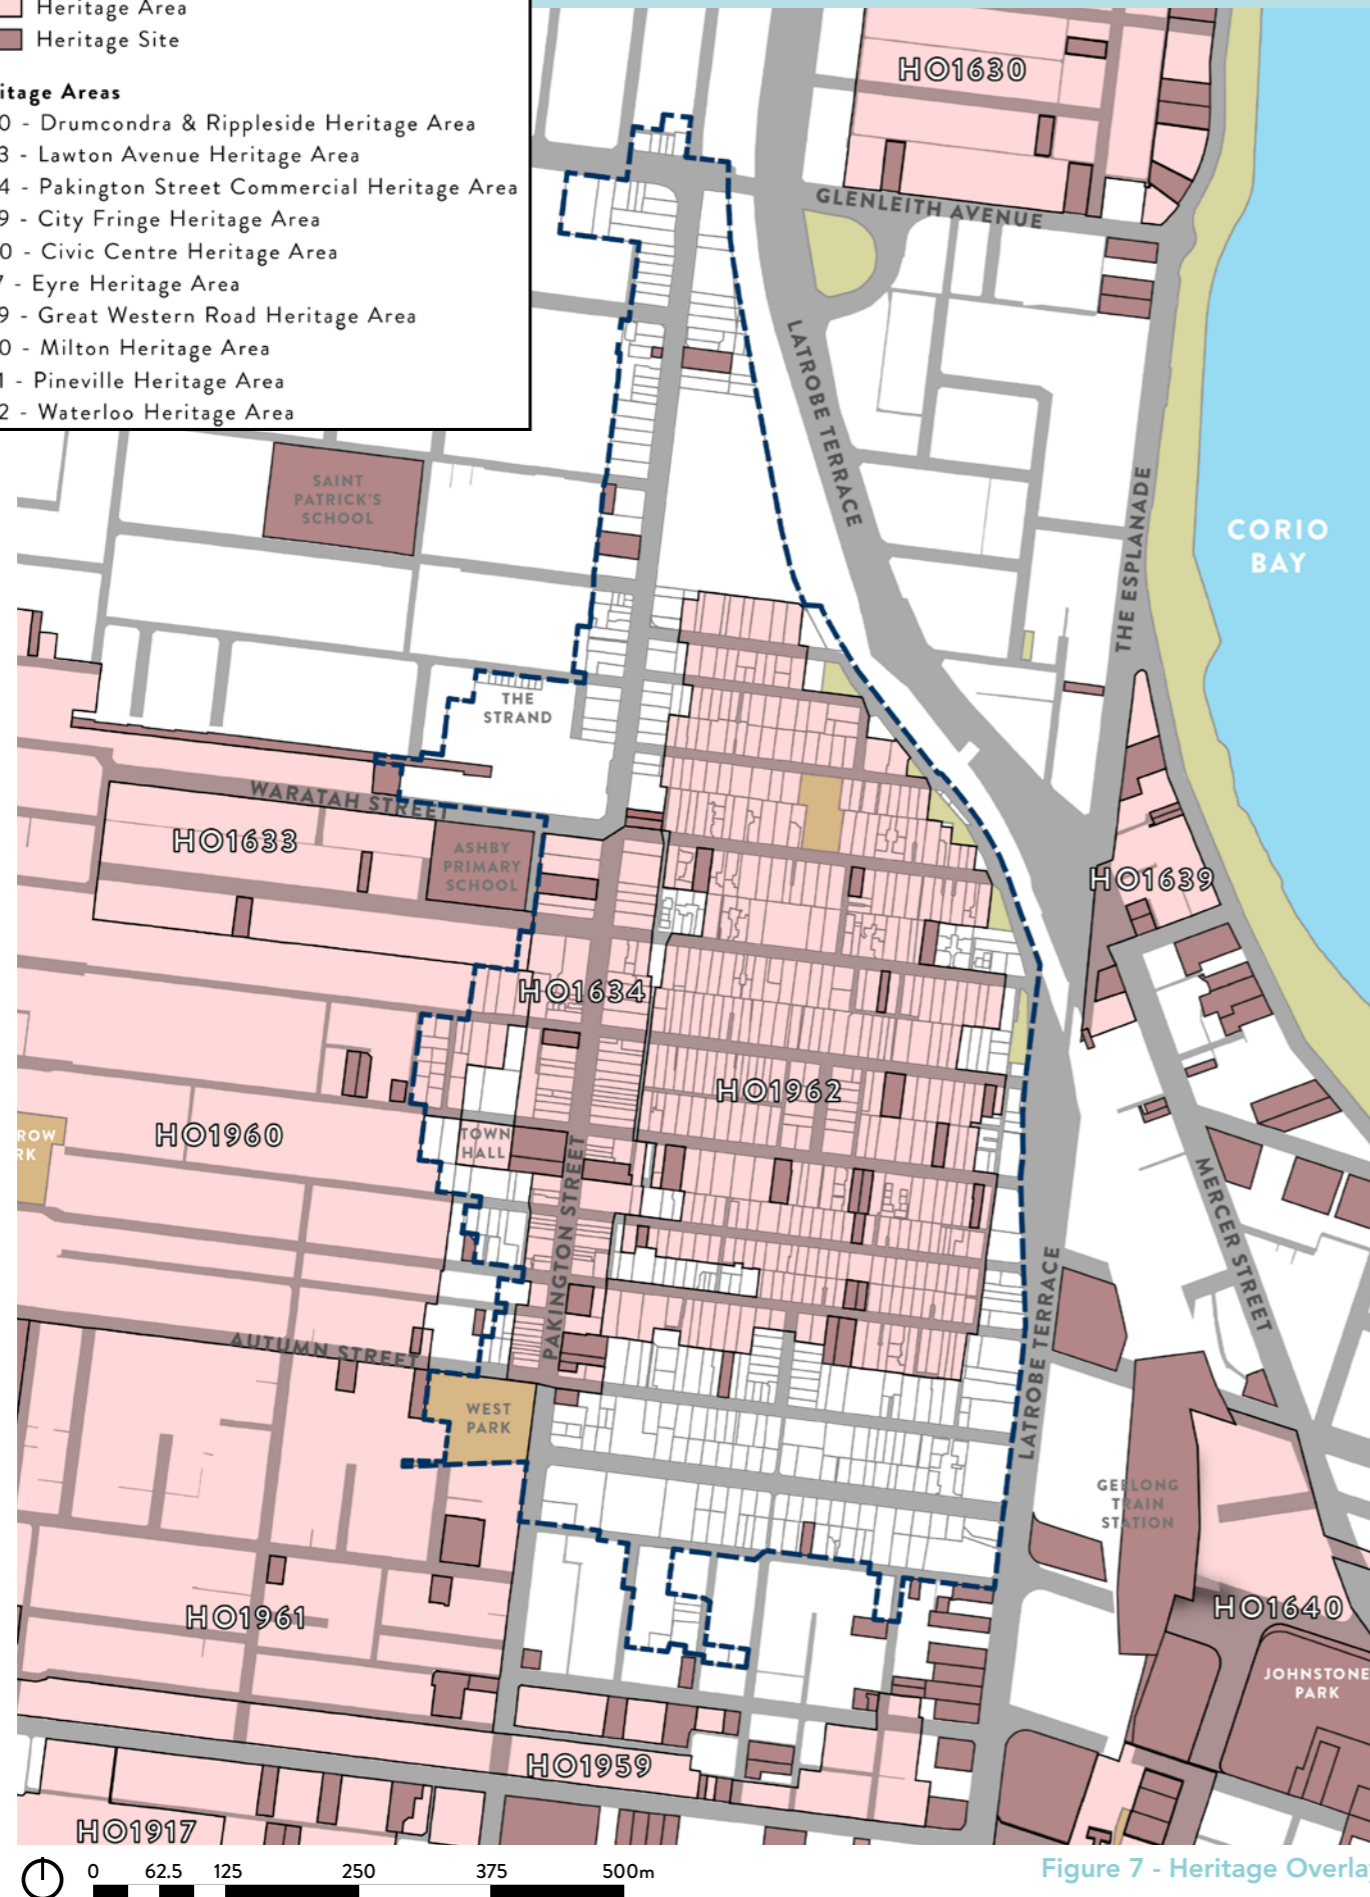 Heritage Area
Heritage Site
itage Areas
0 - Drumcondra & Rippleside Heritage Area
3 - Lawton Avenue Heritage Area
4 - Pakington Street Commercial Heritage Area
9 - City Fringe Heritage Area
0 - Civic Centre Heritage Area
7 - Eyre Heritage Area
9 - Great Western Road Heritage Area
0 - Milton Heritage Area
1 - Pineville Heritage Area
2 - Waterloo Heritage Area
HO1630
GLENLEITH AVENUE
LATROBE TERRACE
SAINT
PATRICK'S
SCHOOL
THE ESPLANADE
CORIO
BAY
THE
STRAND
WARATAH STREET
HO1633
ASHBY
PRIMARY
SCHOOL
HO1639
HO1634
HO1962
HO1960
ROW
RK
TOWN
HALL
PAKINGTON STREET
MERCER STREET
LATROBE TERRACE
AUTUMN STREET
WEST
PARK
GEELONG
TRAIN
STATION
HO1961
HO1640
JOHNSTONE
PARK
HO1959
HO1917
0 62.5 125 250 375 500m
Figure 7 - Heritage Overla